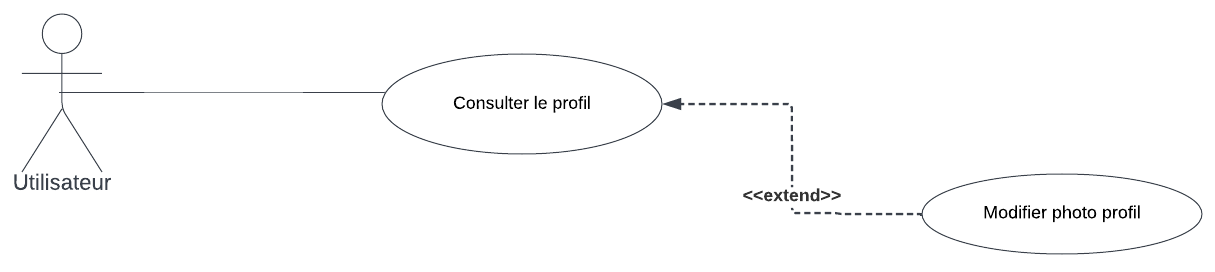 Consulter le profil
Utilisateur
<<extend>>
Modifier photo profil